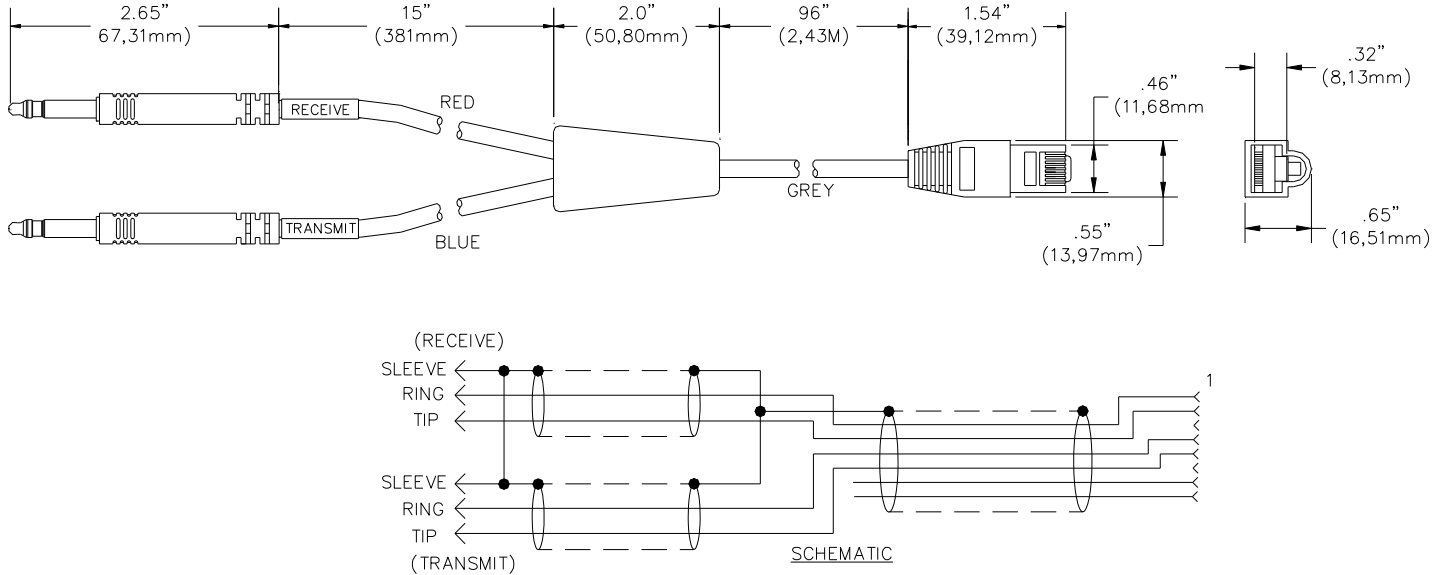 2.65"
67,31mm
15"
(381mm)
2.0"
(50,80mm)
96"
(2,43M)
1.54"
(39,12mm)
.32"
(8,13mm)
.46"
(11,68mm
RECEIVE
RED
GREY
TRANSMIT
BLUE
.55"
(13,97mm)
.65"
(16,51mm)
(RECEIVE)
SLEEVE
RING
TIP
1
SLEEVE
RING
TIP
(TRANSMIT)
SCHEMATIC